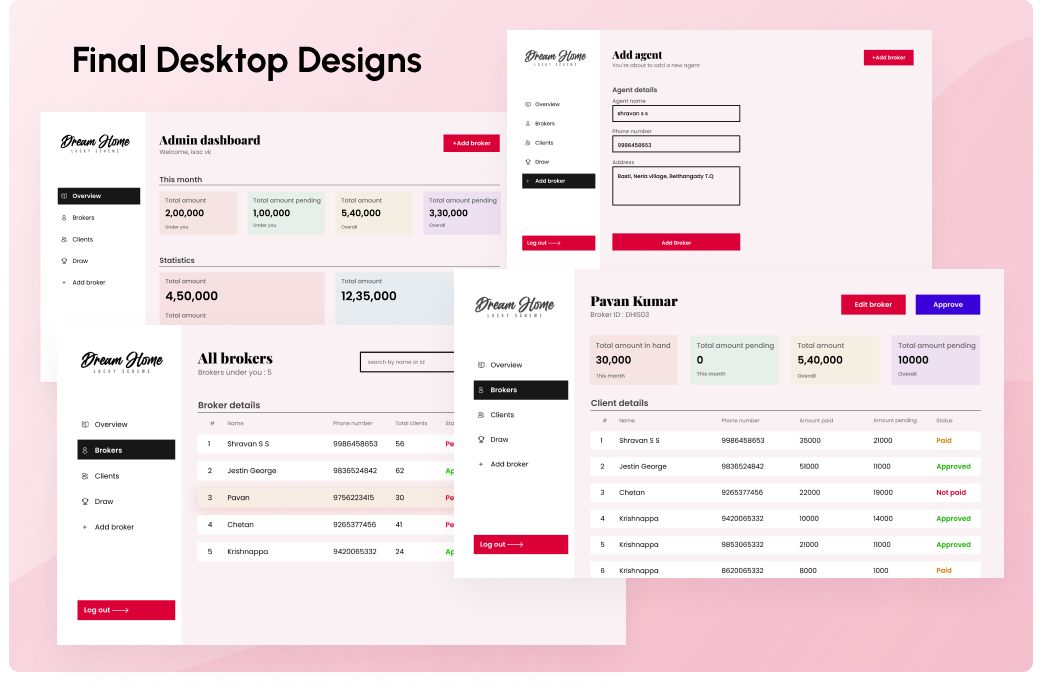 Final Desktop Designs
Dream Home
LUCKY SCHEME
Overview
Brokers
Clients
Draw
+ Add broker
Admin dashboard
Welcome, isac vk
+Add broker
This month
Total amount
2,00,000
Under you
Total amount pending
1,00,000
Under you
Total amount
5,40,000
Overall
Total amount pending
3,30,000
Overall
Statistics
Total amount
4,50,000
Total amount
Total amount
12,35,000
Dream Home
LUCKY SCHEME
Overview
Brokers
Clients
Draw
+ Add broker
Log out
Add agent
You're about to add a new agent
+Add broker
Agent details
Agent name
shravan s s
Phone number
9986458653
Address
Basti, Neria village, Belthangady T.Q
Add Broker
Dream Home
LUCKY SCHEME
Overview
Brokers
Clients
Draw
+ Add broker
Log out
All brokers
Brokers under you : 5
search by name or id
Broker details
# Name Phone number Total clients Sta
1 Shravan S S 9986458653 56 Pe
2 Jestin George 9836524842 62 Ap
3 Pavan 9756223415 30 Pe
4 Chetan 9265377456 41 Pe
5 Krishnappa 9420065332 24 Ap
Dream Home
LUCKY SCHEME
Overview
Brokers
Clients
Draw
+ Add broker
Log out
Pavan Kumar
Broker ID : DHIS03
Edit broker
Approve
Total amount in hand
30,000
This month
Total amount pending
0
This month
Total amount
5,40,000
Overall
Total amount pending
10000
Overall
Client details
# Name Phone number Amount paid Amount pending Status
1 Shravan S S 9986458653 35000 21000 Paid
2 Jestin George 9836524842 51000 11000 Approved
3 Chetan 9265377456 22000 19000 Not paid
4 Krishnappa 9420065332 10000 14000 Approved
5 Krishnappa 9853065332 21000 11000 Approved
6 Krishnappa 8620065332 8000 1000 Paid